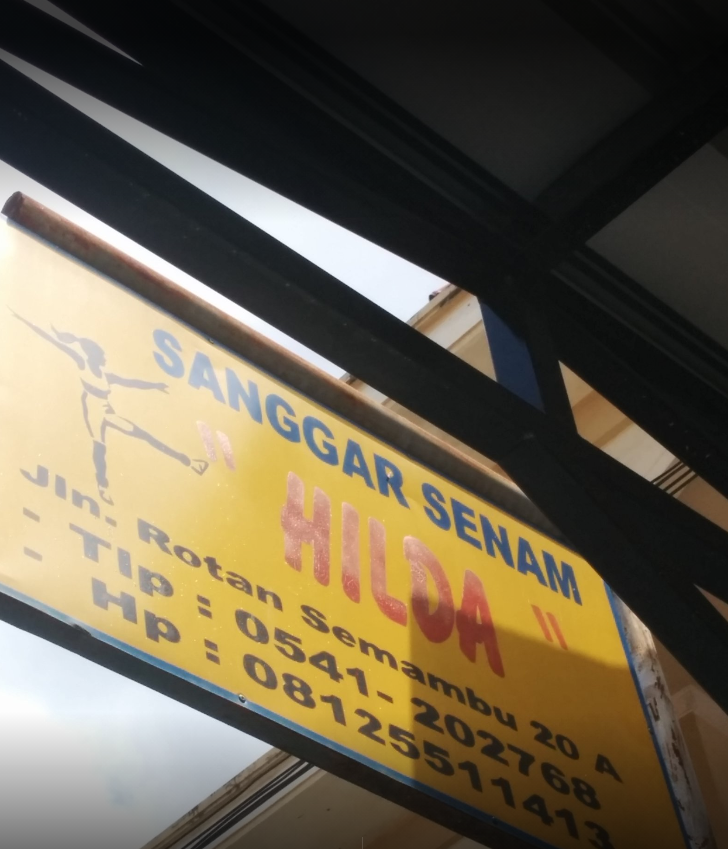 SANGGAR SENAM
" HILDA "
Jln. Rotan Semambu 20 A
- Tlp : 0541- 202768
- Hp : 081255511413